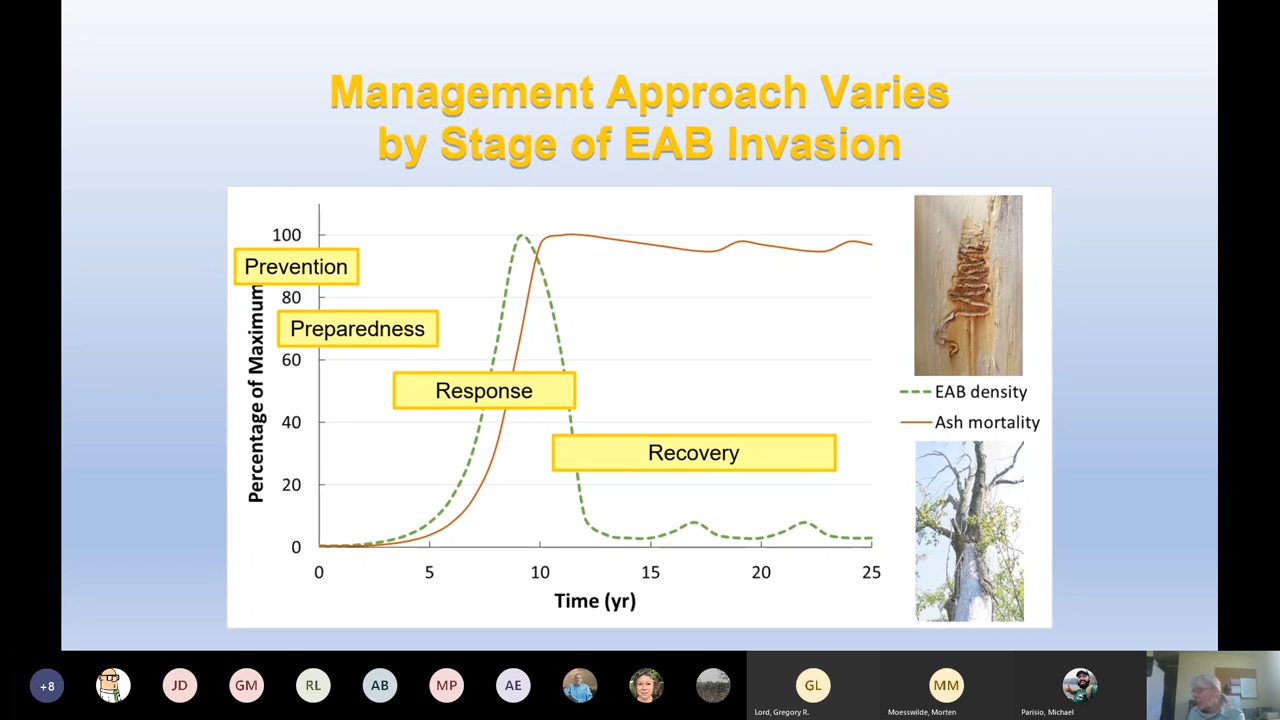 Management Approach Varies
by Stage of EAB Invasion
Percentage of Maximum
100
80
60
40
20
0
Prevention
Preparedness
Response
Recovery
0 5 10 15 20 25
Time (yr)
EAB density
Ash mortality
+8 JD GM RL AB MP AE GL MM
Lord, Gregory R. Moesswilde, Morten Parisio, Michael